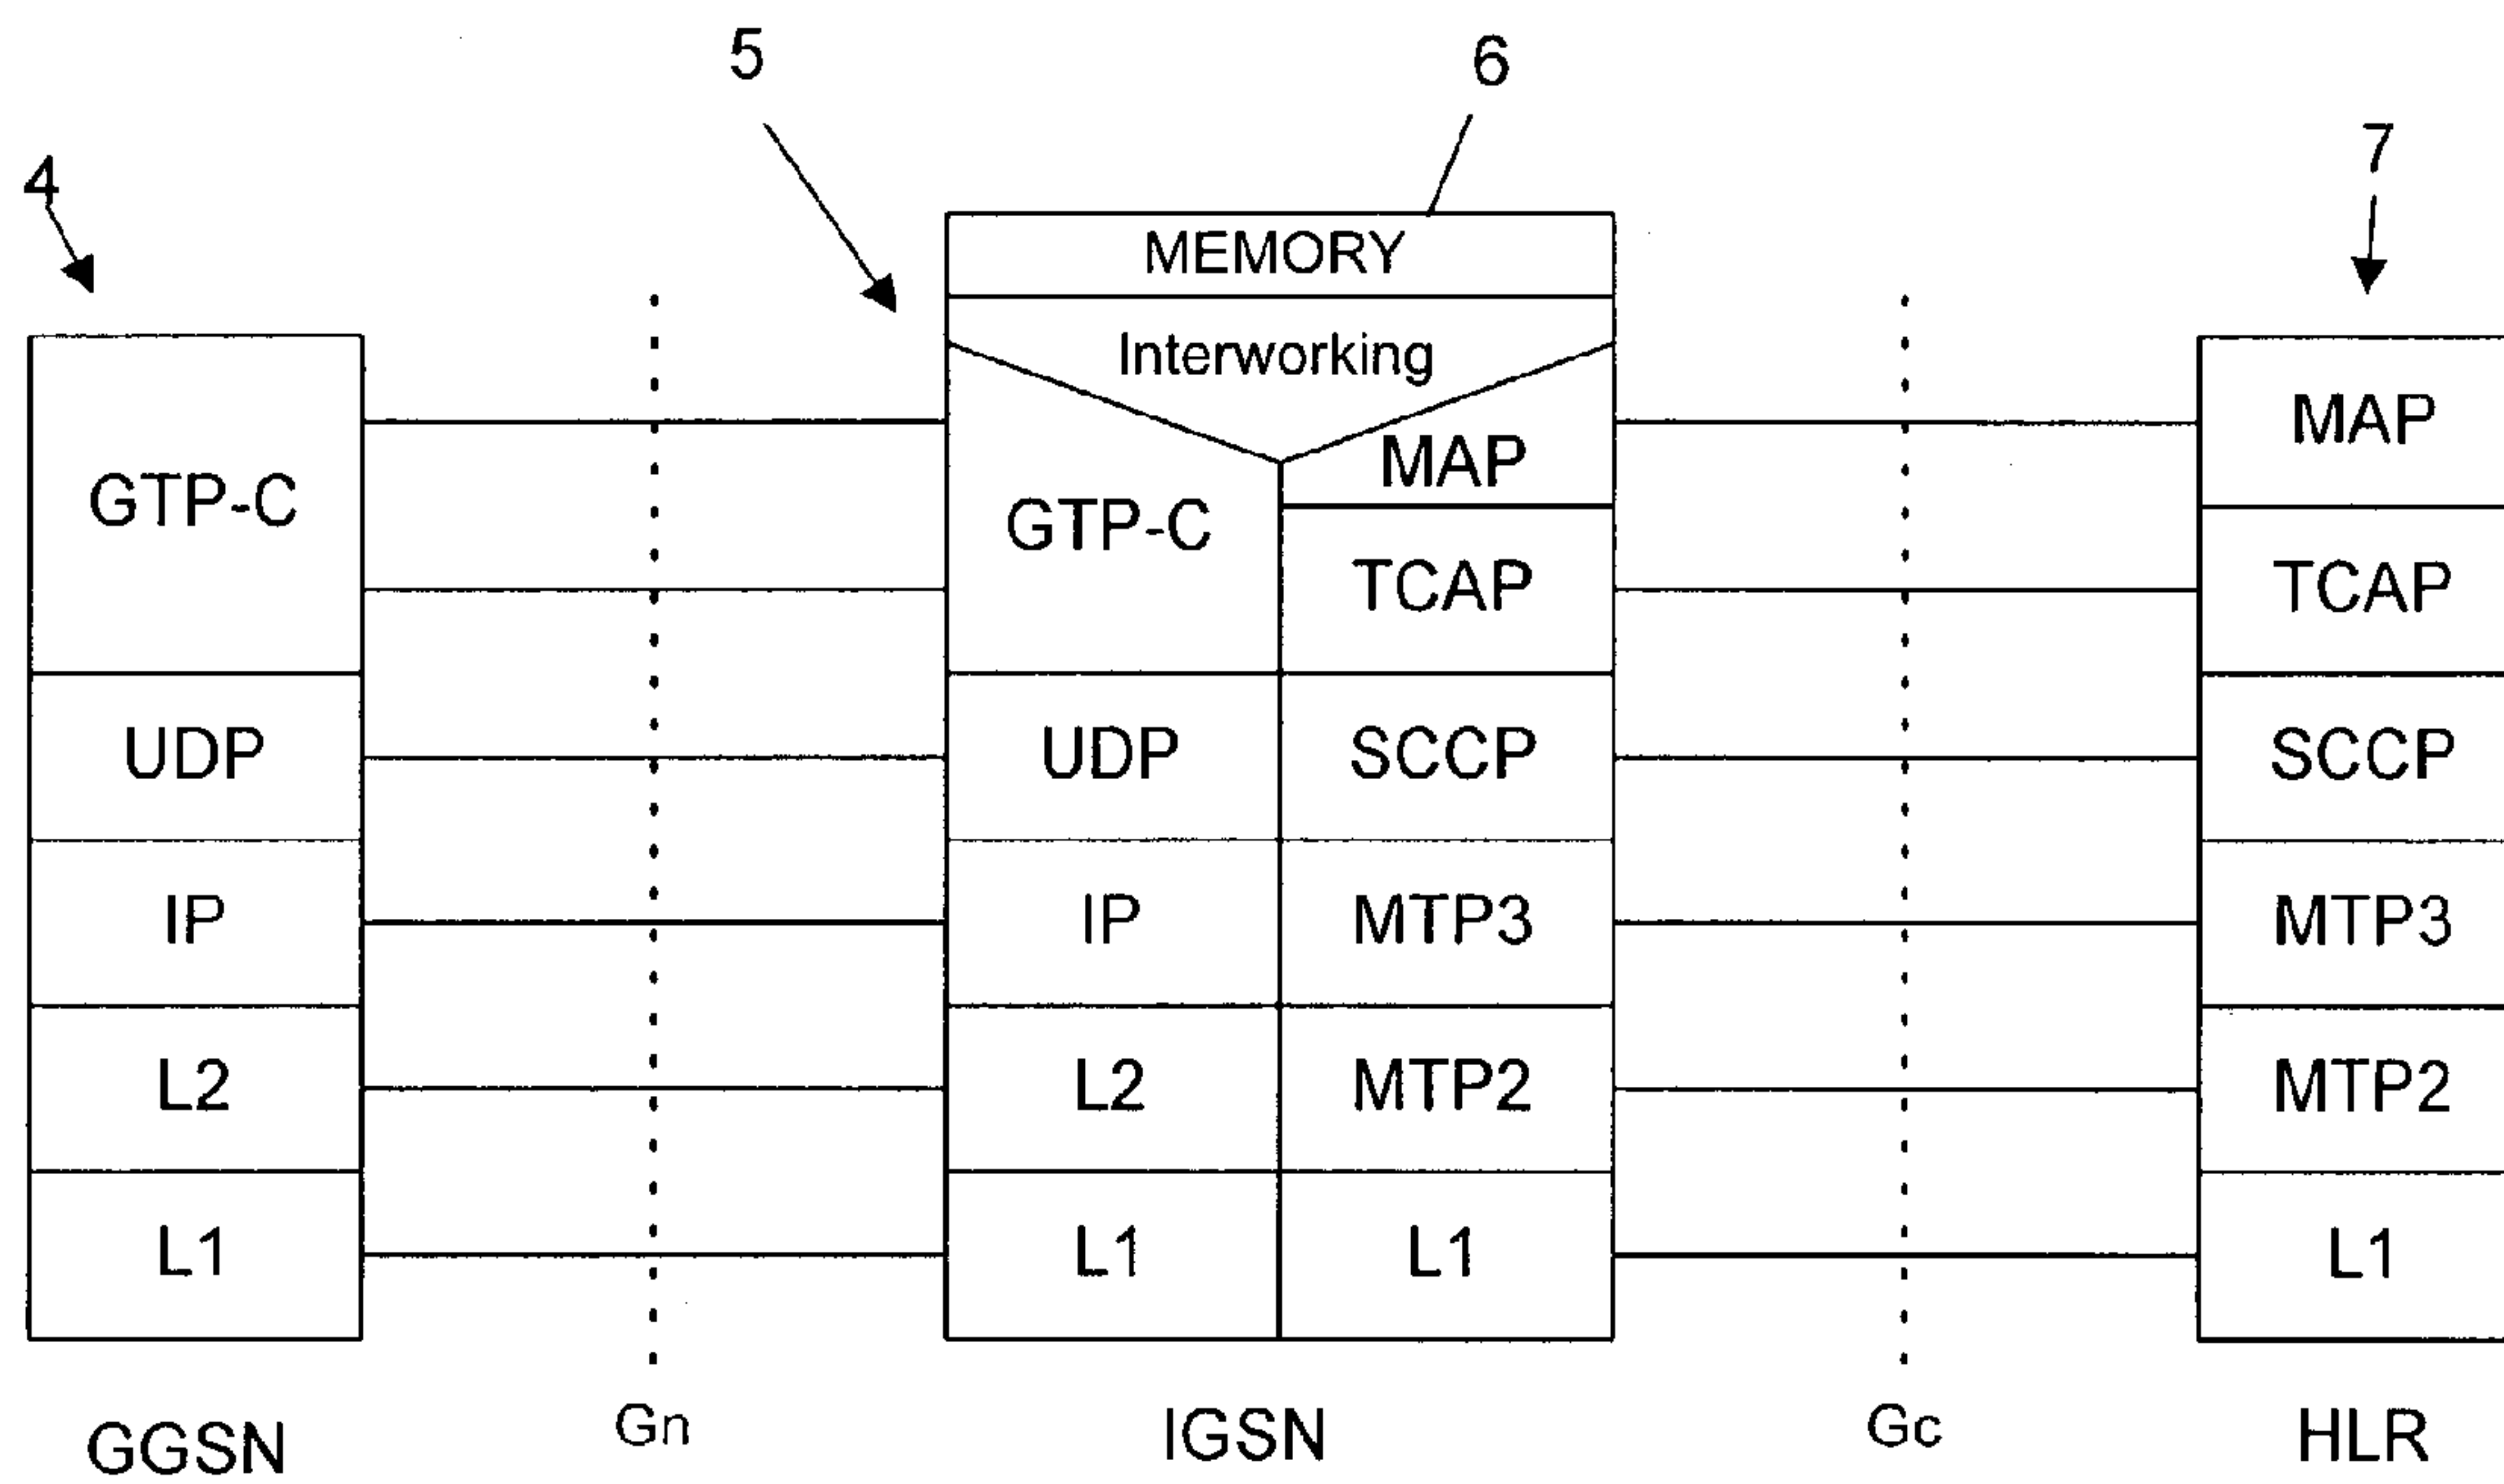 5
6
4
7
MEMORY
Interworking
GTP-C
GTP-C
MAP
MAP
TCAP
TCAP
UDP
UDP
SCCP
SCCP
IP
IP
MTP3
MTP3
L2
L2
MTP2
MTP2
L1
L1
L1
L1
GGSN
Gn
IGSN
Gc
HLR